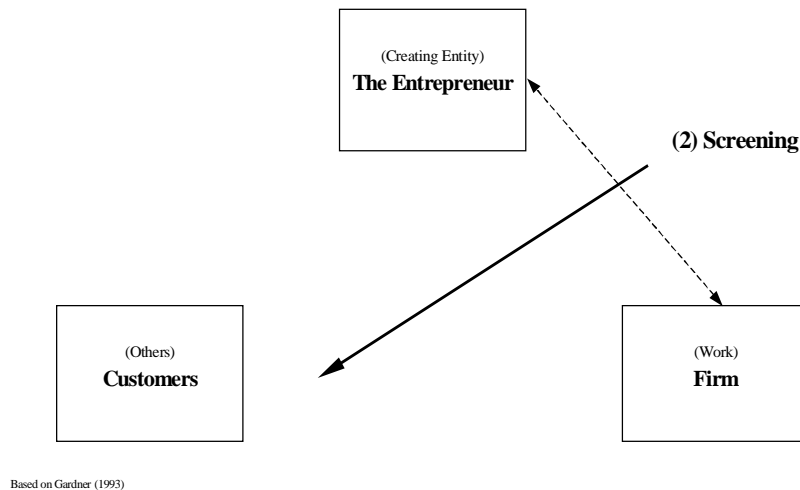 (Creating Entity)
The Entrepreneur
(2) Screening
(Others)
Customers
(Work)
Firm
Based on Gardner (1993)